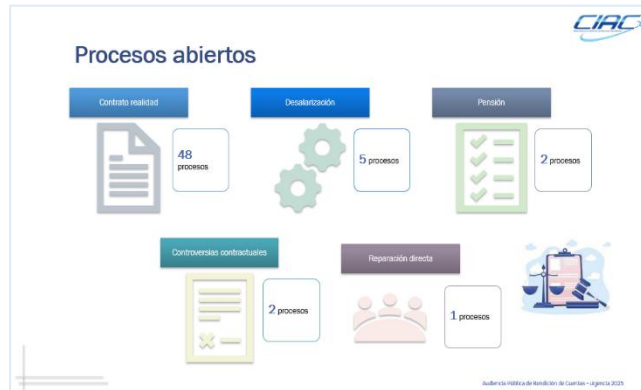 CIAC
Procesos abiertos
Contrato realidad
48
procesos
Desalarización
5 procesos
Pensión
2 procesos
Controversias contractuales
2 procesos
Reparación directa
1 procesos
Audiencia Pública de Rendición de Cuentas – vigencia 2025